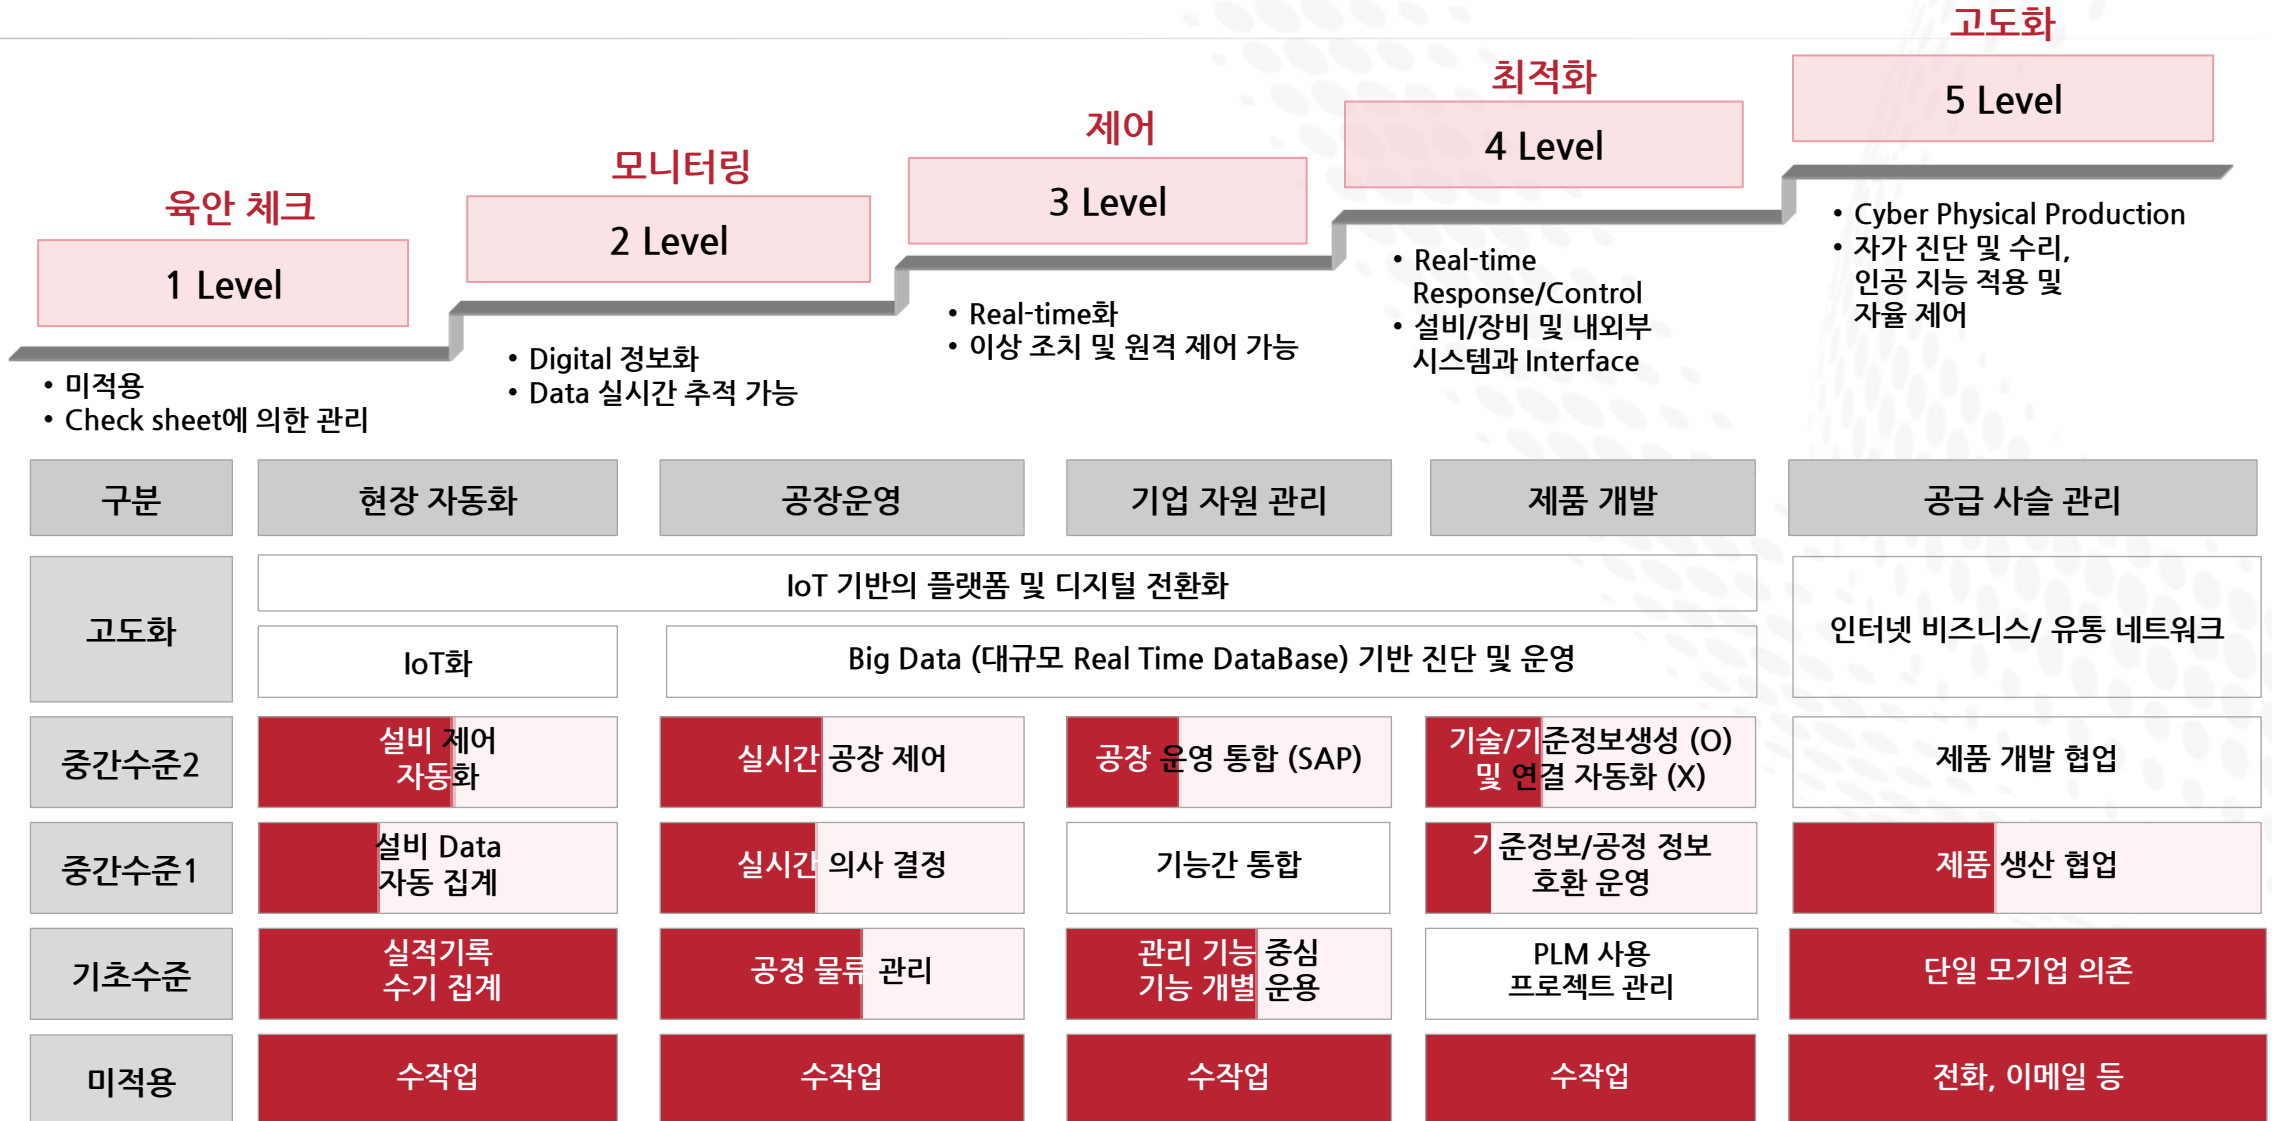 육안 체크
1 Level
• 미적용
• Check sheet에 의한 관리
모니터링
2 Level
• Digital 정보화
• Data 실시간 추적 가능
제어
3 Level
• Real-time화
• 이상 조치 및 원격 제어 가능
최적화
4 Level
• Real-time
Response/Control
• 설비/장비 및 내외부
시스템과 Interface
고도화
5 Level
• Cyber Physical Production
• 자가 진단 및 수리,
인공 지능 적용 및
자율 제어
구분
현장 자동화
공장운영
기업 자원 관리
제품 개발
공급 사슬 관리
고도화
IoT 기반의 플랫폼 및 디지털 전환화
IoT화
Big Data (대규모 Real Time DataBase) 기반 진단 및 운영
인터넷 비즈니스/ 유통 네트워크
중간수준2
설비 제어
자동화
실시간 공장 제어
공장 운영 통합 (SAP)
기술/기준정보생성 (O)
및 연결 자동화 (X)
제품 개발 협업
중간수준1
설비 Data
자동 집계
실시간 의사 결정
기능간 통합
기준정보/공정 정보
호환 운영
제품 생산 협업
기초수준
실적기록
수기 집계
공정 물류 관리
관리 기능 중심
기능 개별 운용
PLM 사용
프로젝트 관리
단일 모기업 의존
미적용
수작업
수작업
수작업
수작업
전화, 이메일 등